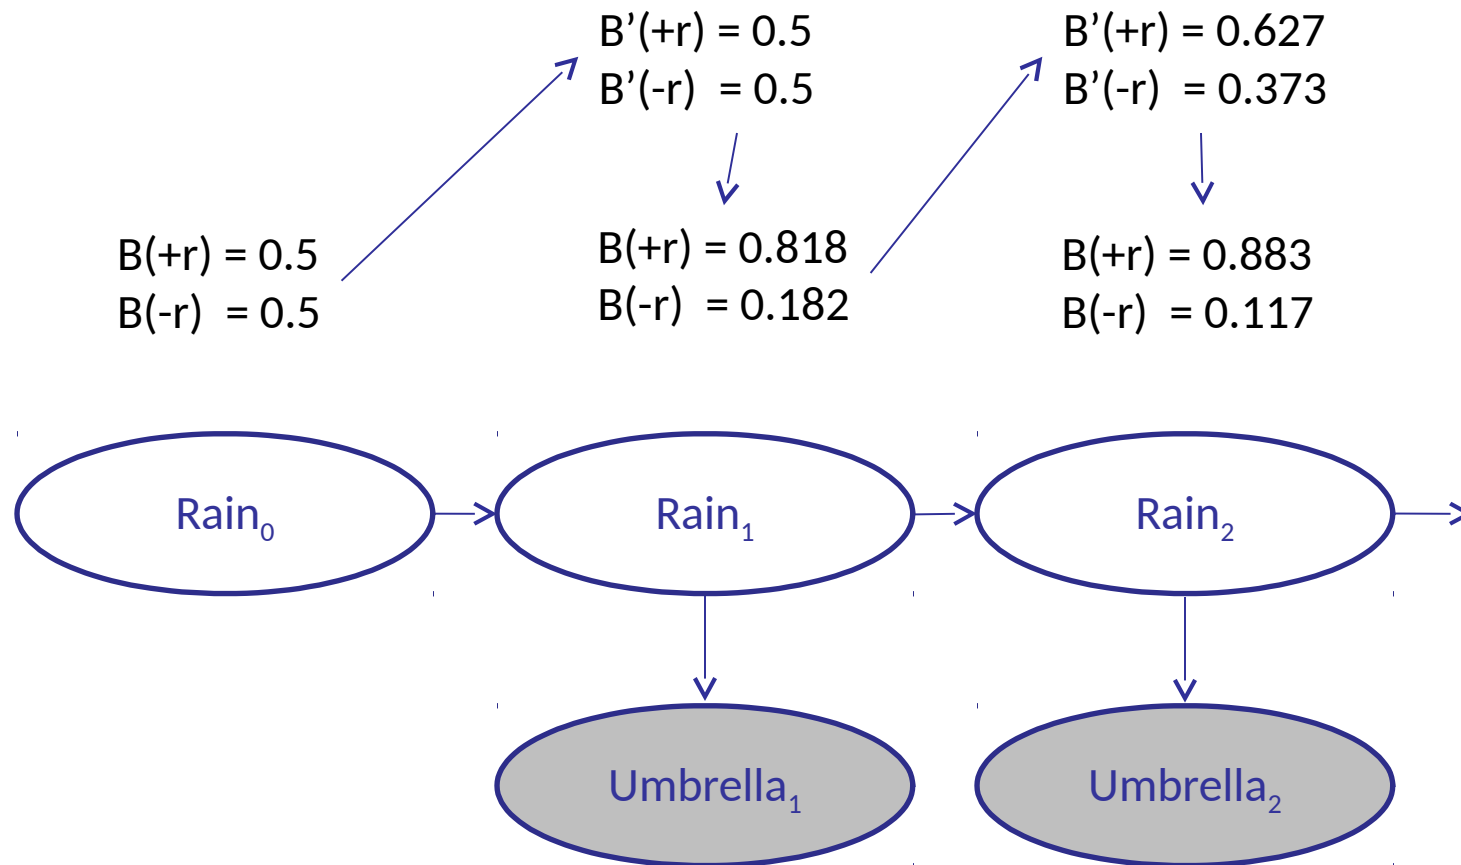 B’(+r) = 0.5
B’(-r) = 0.5
B’(+r) = 0.627
B’(-r) = 0.373
B(+r) = 0.5
B(-r) = 0.5
B(+r) = 0.818
B(-r) = 0.182
B(+r) = 0.883
B(-r) = 0.117
Rain₀
Rain₁
Rain₂
Umbrella₁
Umbrella₂